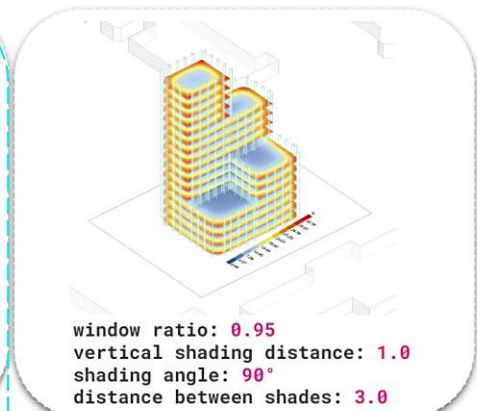 window ratio: 0.95
vertical shading distance: 1.0
shading angle: 90°
distance between shades: 3.0